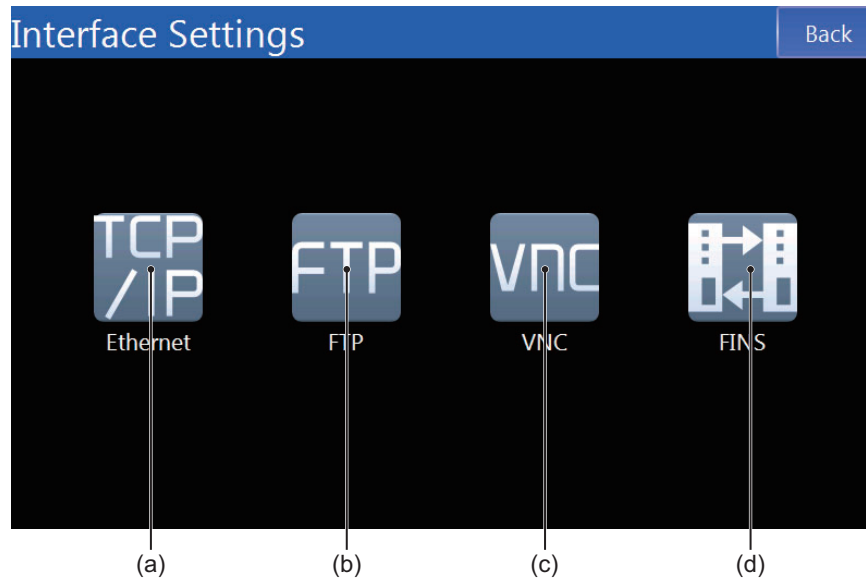 Interface Settings Back
TCP FTP VNC
/IP
Ethernet FTP VNC FINS
(a) (b) (c) (d)